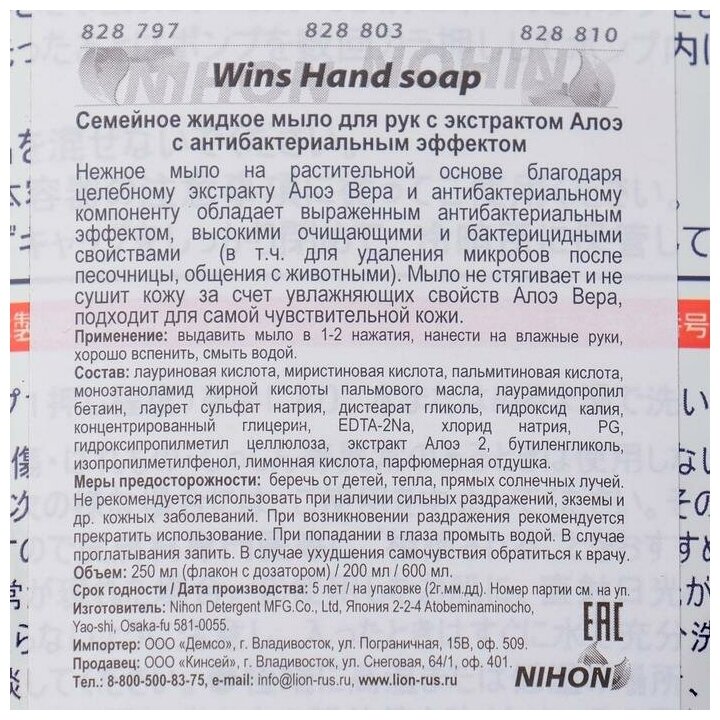 828 797 828 803 828 810
NIHON NIHON
Wins Hand soap
Семейное жидкое мыло для рук с экстрактом Алоэ
с антибактериальным эффектом
Нежное мыло на растительной основе благодаря
целебному экстракту Алоэ Вера и антибактериальному
компоненту обладает выраженным антибактериальным
эффектом, высокими очищающими и бактерицидными
свойствами (в т.ч. для удаления микробов после
песочницы, общения с животными). Мыло не стягивает и не
сушит кожу за счет увлажняющих свойств Алоэ Вера,
подходит для самой чувствительной кожи.
Применение: выдавить мыло в 1-2 нажатия, нанести на влажные руки,
хорошо вспенить, смыть водой.
Состав: лауриновая кислота, миристиновая кислота, пальмитиновая кислота,
моноэтаноламид жирной кислоты пальмового масла, лаурамидопропил
бетаин, лаурет сульфат натрия, дистеарат гликоль, гидроксид калия,
концентрированный глицерин, EDTA-2Na, хлорид натрия, PG,
гидроксипропилметил целлюлоза, экстракт Алоэ 2, бутиленгликоль,
изопропилметилфенол, лимонная кислота, парфюмерная отдушка.
Меры предосторожности: беречь от детей, тепла, прямых солнечных лучей.
Не рекомендуется использовать при наличии сильных раздражений, экземы и
др. кожных заболеваний. При возникновении раздражения рекомендуется
прекратить использование. При попадании в глаза промыть водой. В случае
проглатывания запить. В случае ухудшения самочувствия обратиться к врачу.
Объем: 250 мл (флакон с дозатором) / 200 мл / 600 мл.
Срок годности / Дата производства: 5 лет / на упаковке (2г.мм.дд). Номер партии см. на уп.
Изготовитель: Nihon Detergent MFG.Co., Ltd, Япония 2-2-4 Atobeminaminocho,
Yao-shi, Osaka-fu 581-0055.
Импортер: ООО «Демсо», г. Владивосток, ул. Пограничная, 15В, оф. 509.
Продавец: ООО «Кинсей», г. Владивосток, ул. Снеговая, 64/1, оф. 401.
Тел.: 8-800-500-83-75, e-mail: info@lion-rus.ru, www.lion-rus.ru
EAC
NIHON